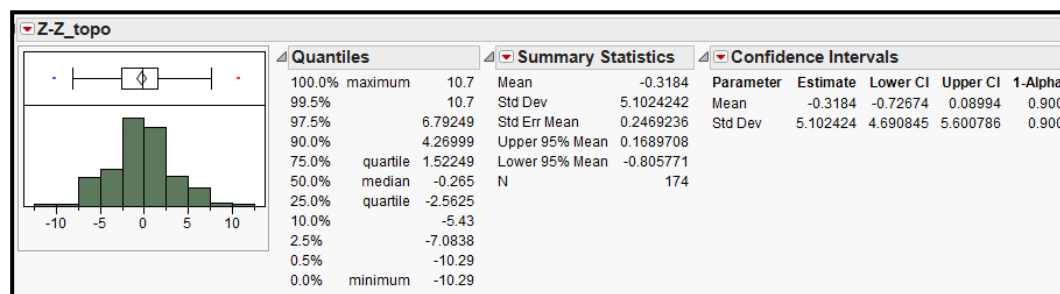 Z-Z_topo
-10 -5 0 5 10
Quantiles
100.0% maximum 10.7
99.5% 10.7
97.5% 6.79249
90.0% 4.26999
75.0% quartile 1.52249
50.0% median -0.265
25.0% quartile -2.5625
10.0% -5.43
2.5% -7.0838
0.5% -10.29
0.0% minimum -10.29
Summary Statistics
Mean -0.3184
Std Dev 5.1024242
Std Err Mean 0.2469236
Upper 95% Mean 0.1689708
Lower 95% Mean -0.805771
N 174
Confidence Intervals
Parameter Estimate Lower CI Upper CI 1-Alpha
Mean -0.3184 -0.72674 0.08994 0.900
Std Dev 5.102424 4.690845 5.600786 0.900